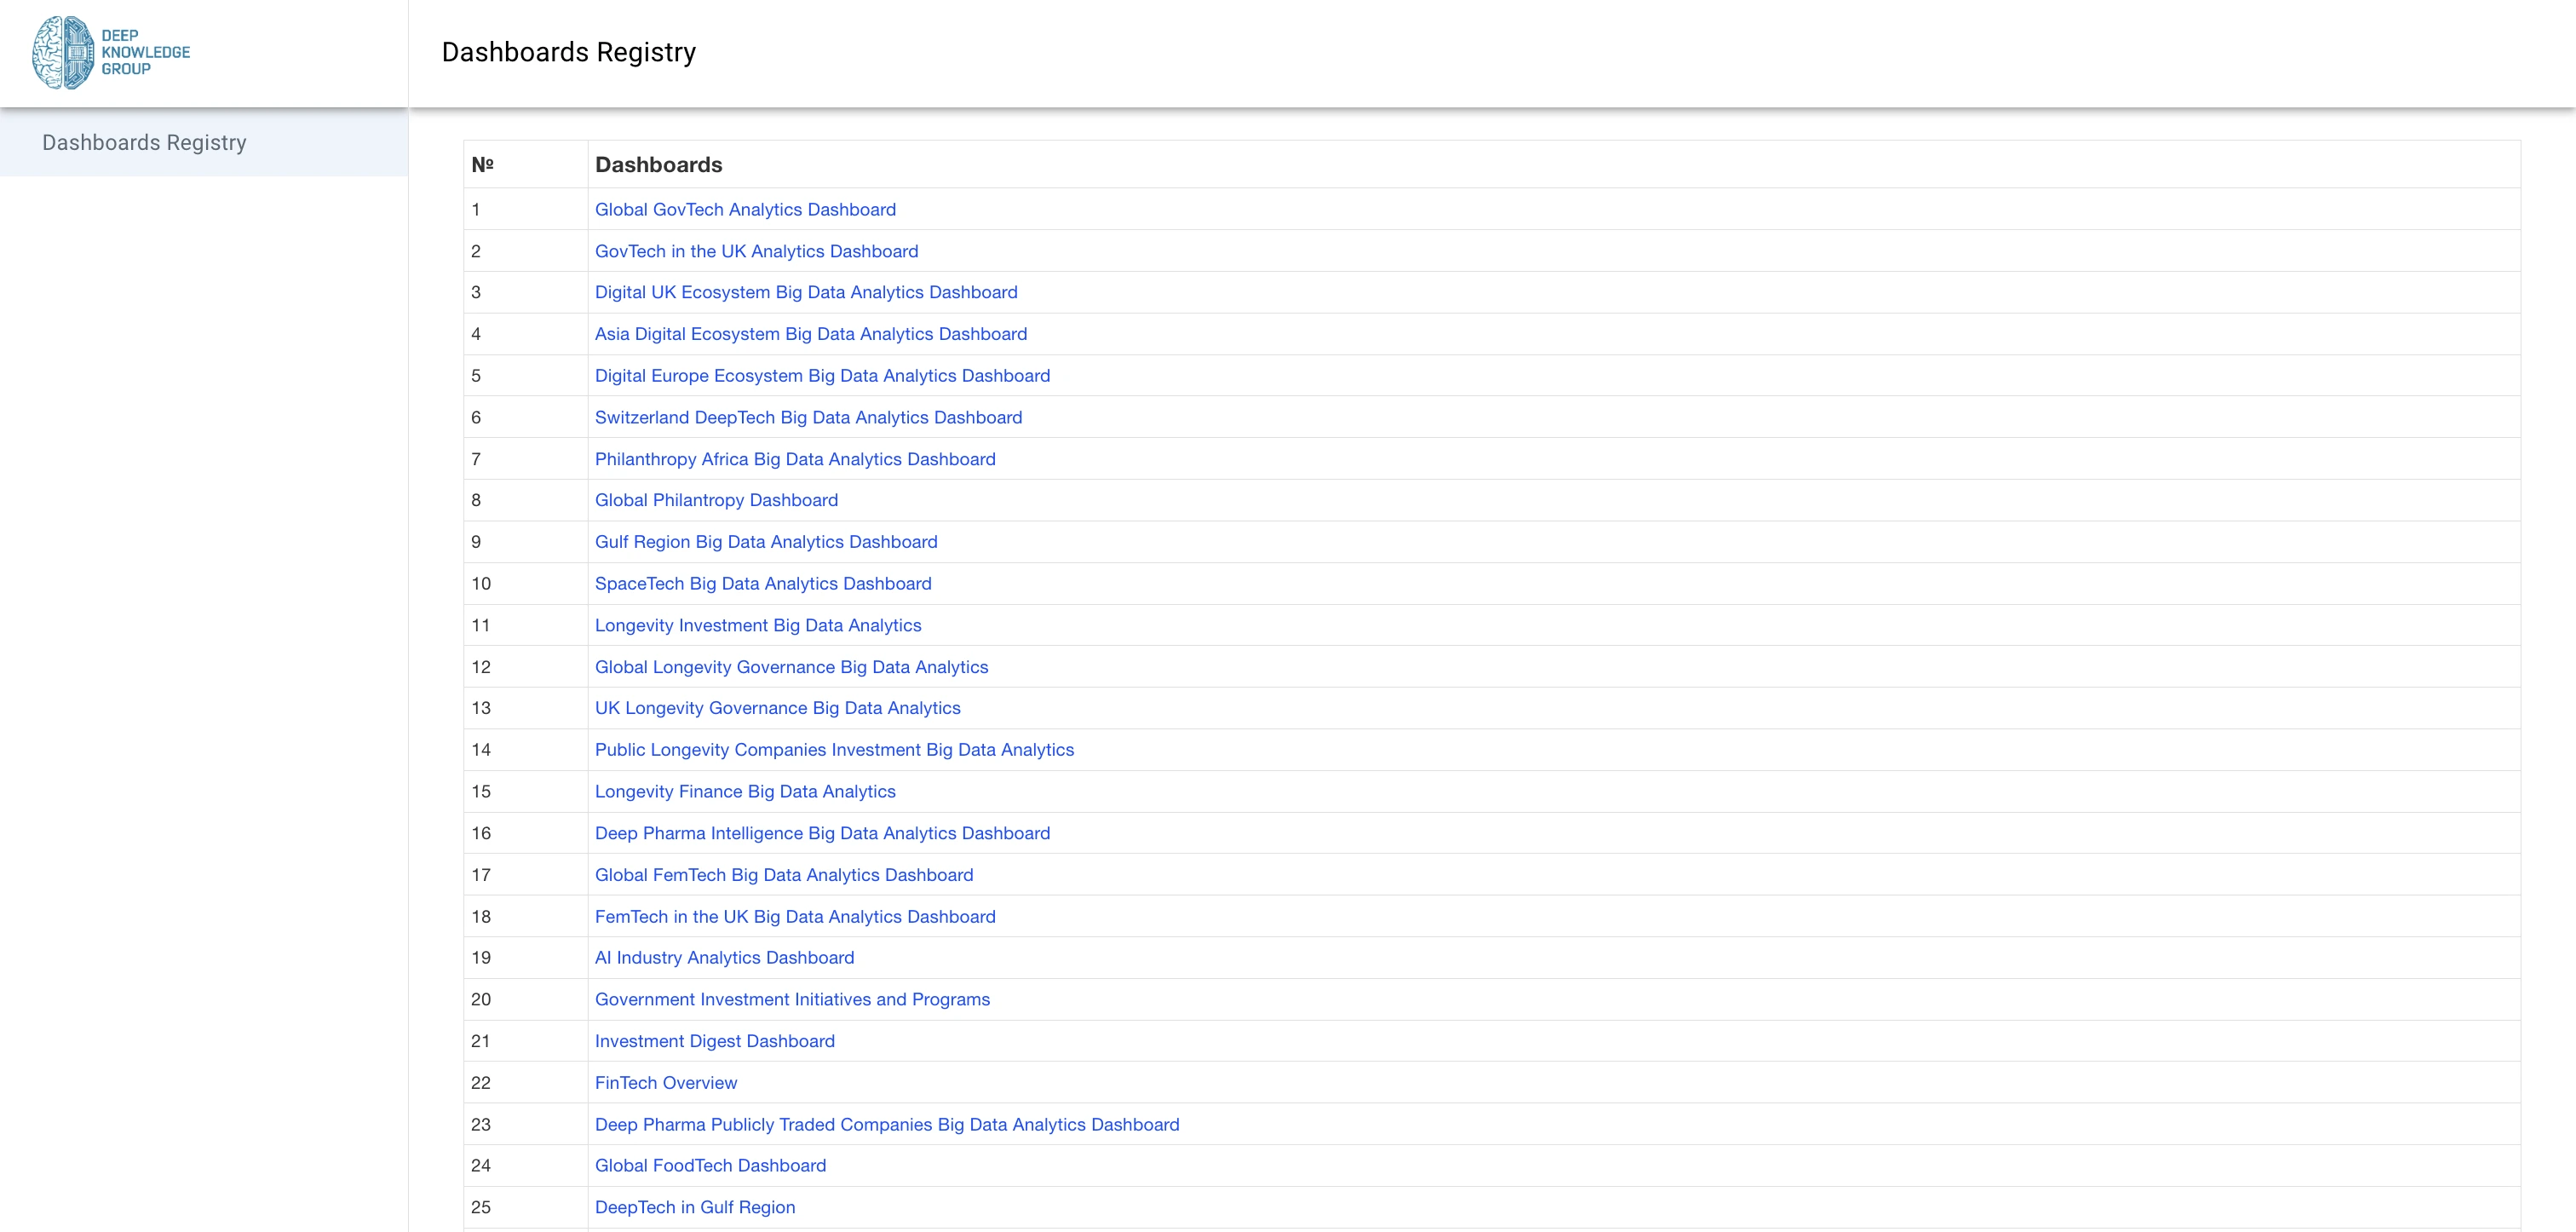 DEEP
KNOWLEDGE
GROUP
Dashboards Registry
Dashboards Registry
№ Dashboards
1 Global GovTech Analytics Dashboard
2 GovTech in the UK Analytics Dashboard
3 Digital UK Ecosystem Big Data Analytics Dashboard
4 Asia Digital Ecosystem Big Data Analytics Dashboard
5 Digital Europe Ecosystem Big Data Analytics Dashboard
6 Switzerland DeepTech Big Data Analytics Dashboard
7 Philanthropy Africa Big Data Analytics Dashboard
8 Global Philantropy Dashboard
9 Gulf Region Big Data Analytics Dashboard
10 SpaceTech Big Data Analytics Dashboard
11 Longevity Investment Big Data Analytics
12 Global Longevity Governance Big Data Analytics
13 UK Longevity Governance Big Data Analytics
14 Public Longevity Companies Investment Big Data Analytics
15 Longevity Finance Big Data Analytics
16 Deep Pharma Intelligence Big Data Analytics Dashboard
17 Global FemTech Big Data Analytics Dashboard
18 FemTech in the UK Big Data Analytics Dashboard
19 AI Industry Analytics Dashboard
20 Government Investment Initiatives and Programs
21 Investment Digest Dashboard
22 FinTech Overview
23 Deep Pharma Publicly Traded Companies Big Data Analytics Dashboard
24 Global FoodTech Dashboard
25 DeepTech in Gulf Region